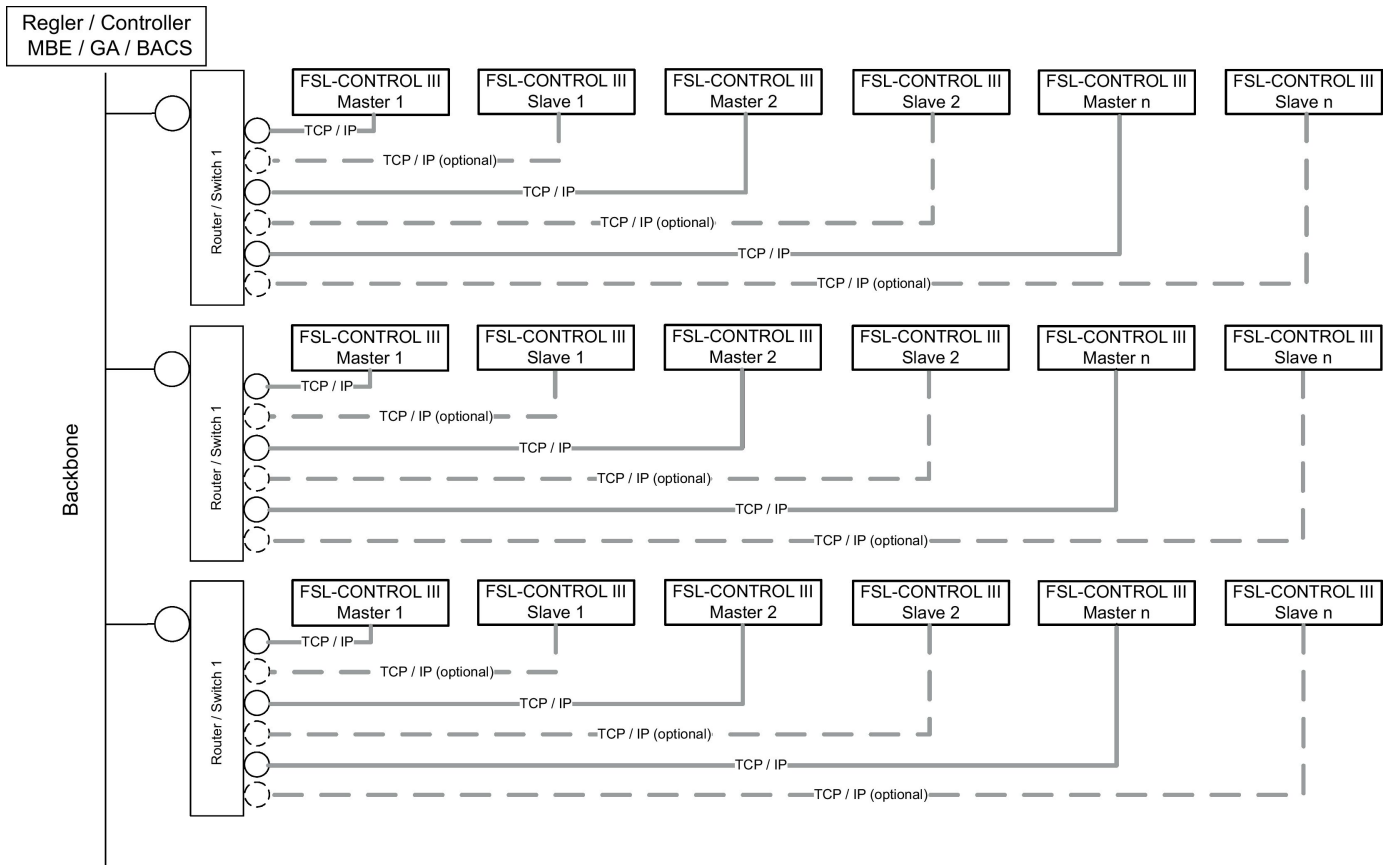 Regler / Controller
MBE / GA / BACS
Backbone
Router / Switch 1
FSL-CONTROL III
Master 1
FSL-CONTROL III
Slave 1
FSL-CONTROL III
Master 2
FSL-CONTROL III
Slave 2
FSL-CONTROL III
Master n
FSL-CONTROL III
Slave n
TCP / IP
TCP / IP (optional)
TCP / IP
TCP / IP (optional)
TCP / IP
TCP / IP (optional)
Router / Switch 1
FSL-CONTROL III
Master 1
FSL-CONTROL III
Slave 1
FSL-CONTROL III
Master 2
FSL-CONTROL III
Slave 2
FSL-CONTROL III
Master n
FSL-CONTROL III
Slave n
TCP / IP
TCP / IP (optional)
TCP / IP
TCP / IP (optional)
TCP / IP
TCP / IP (optional)
Router / Switch 1
FSL-CONTROL III
Master 1
FSL-CONTROL III
Slave 1
FSL-CONTROL III
Master 2
FSL-CONTROL III
Slave 2
FSL-CONTROL III
Master n
FSL-CONTROL III
Slave n
TCP / IP
TCP / IP (optional)
TCP / IP
TCP / IP (optional)
TCP / IP
TCP / IP (optional)